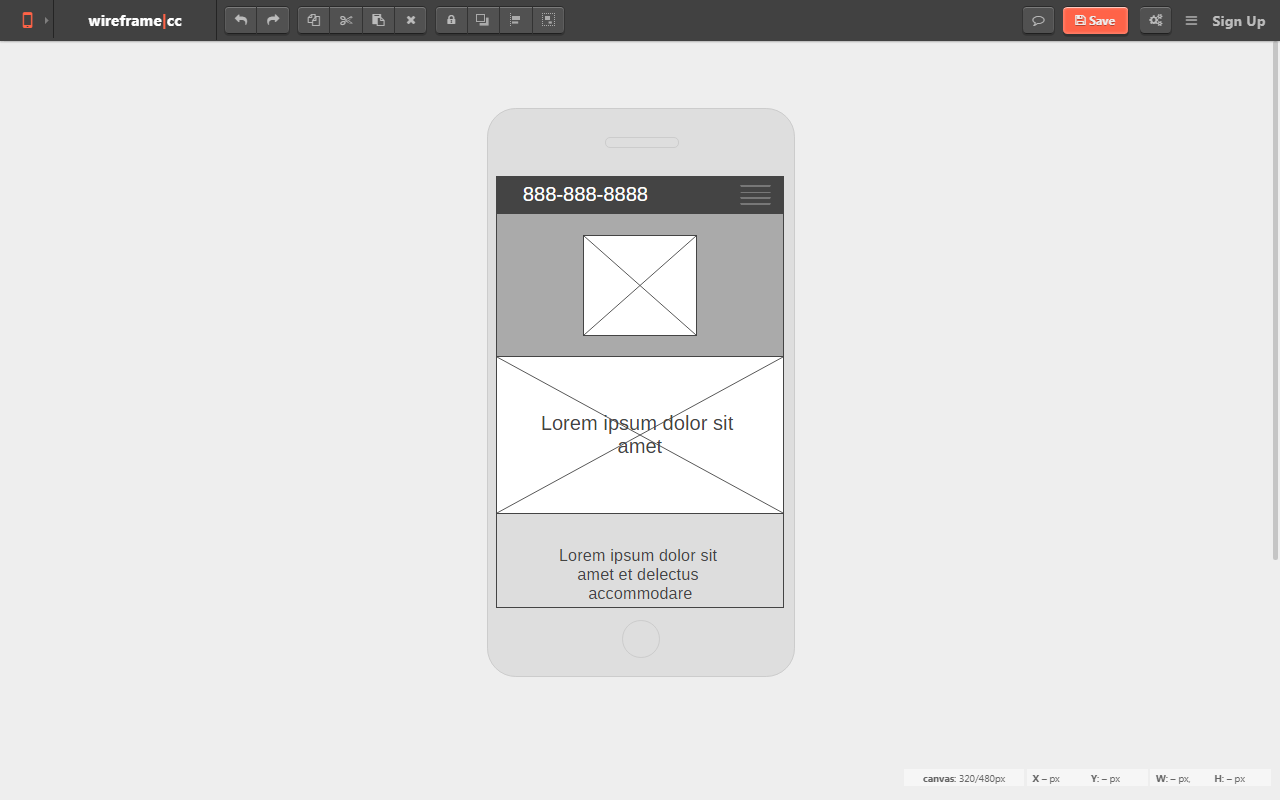 wireframe|cc
Save
Sign Up
888-888-8888
Lorem ipsum dolor sit
amet
Lorem ipsum dolor sit
amet et delectus
accommodare
canvas: 320/480px X – px Y: – px W: – px, H: – px